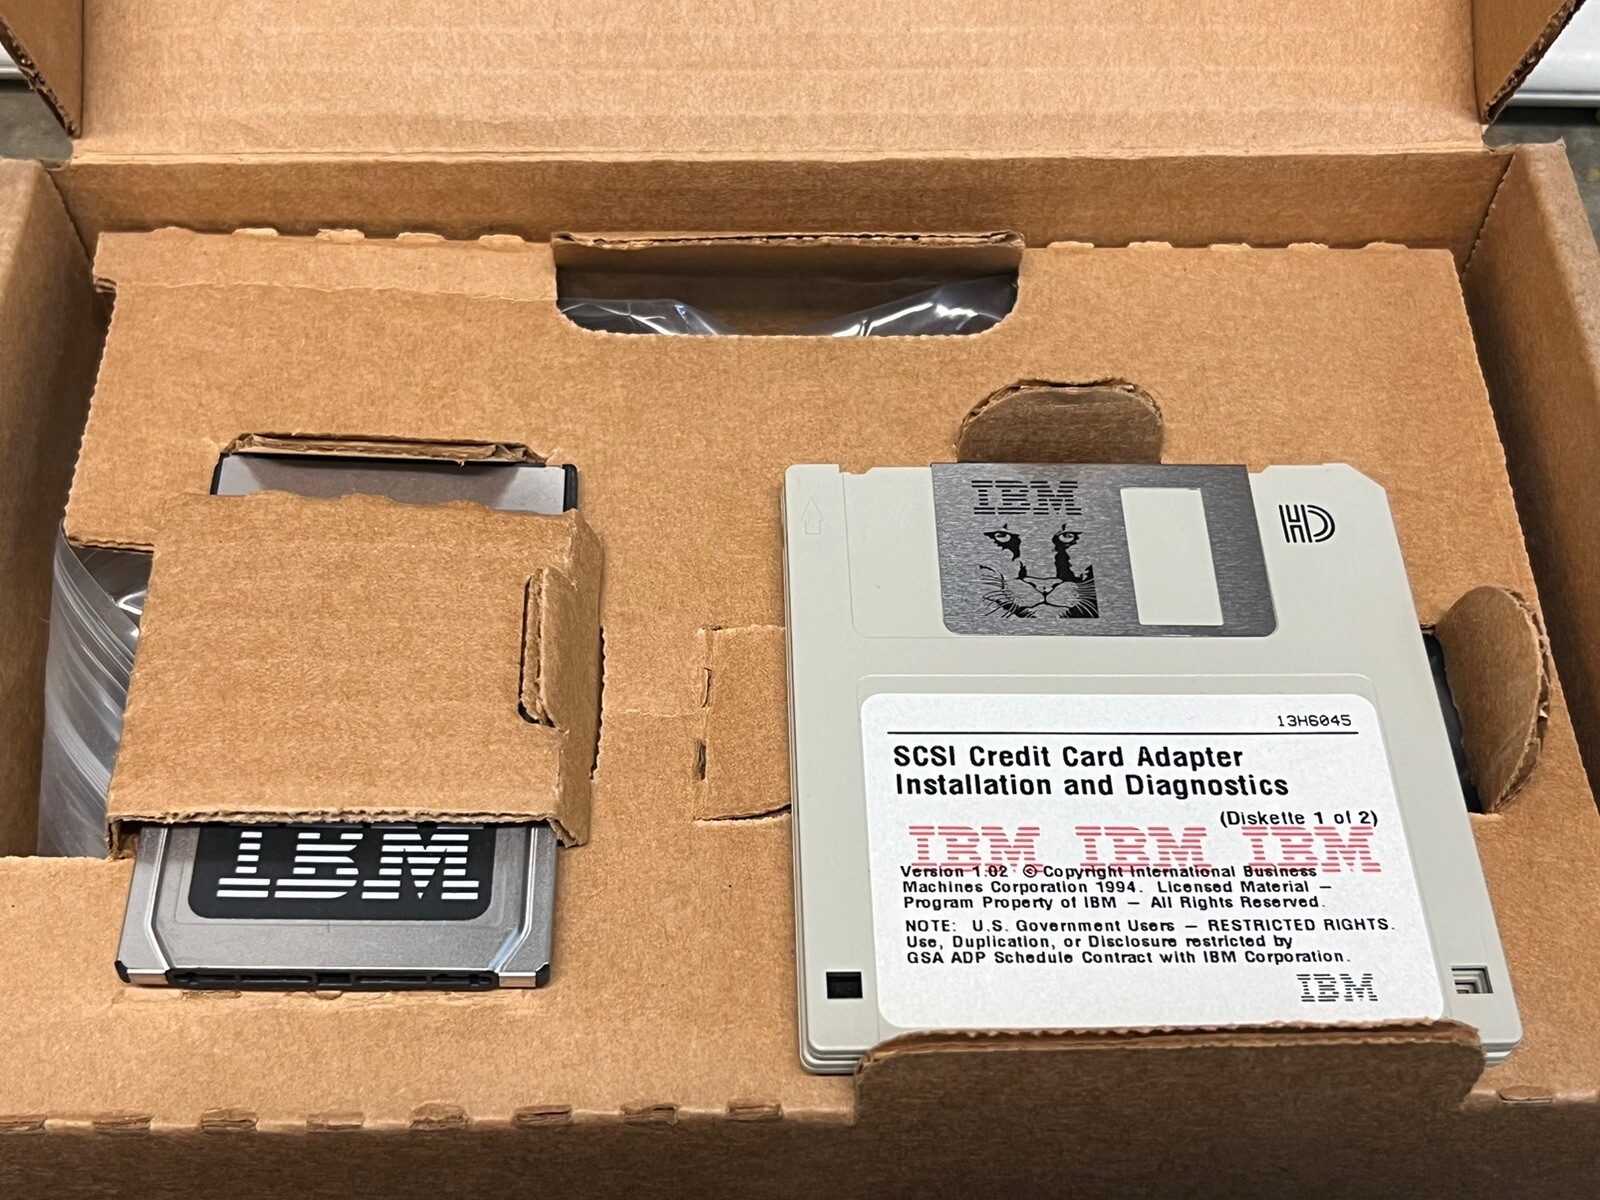 IBM
HD
13H6045
SCSI Credit Card Adapter
Installation and Diagnostics
(Diskette 1 of 2)
IBM IBM IBM
Version 1.02 © Copyright International Business
Machines Corporation 1994. Licensed Material —
Program Property of IBM — All Rights Reserved.
NOTE: U.S. Government Users — RESTRICTED RIGHTS.
Use, Duplication, or Disclosure restricted by
GSA ADP Schedule Contract with IBM Corporation.
IBM
IBM